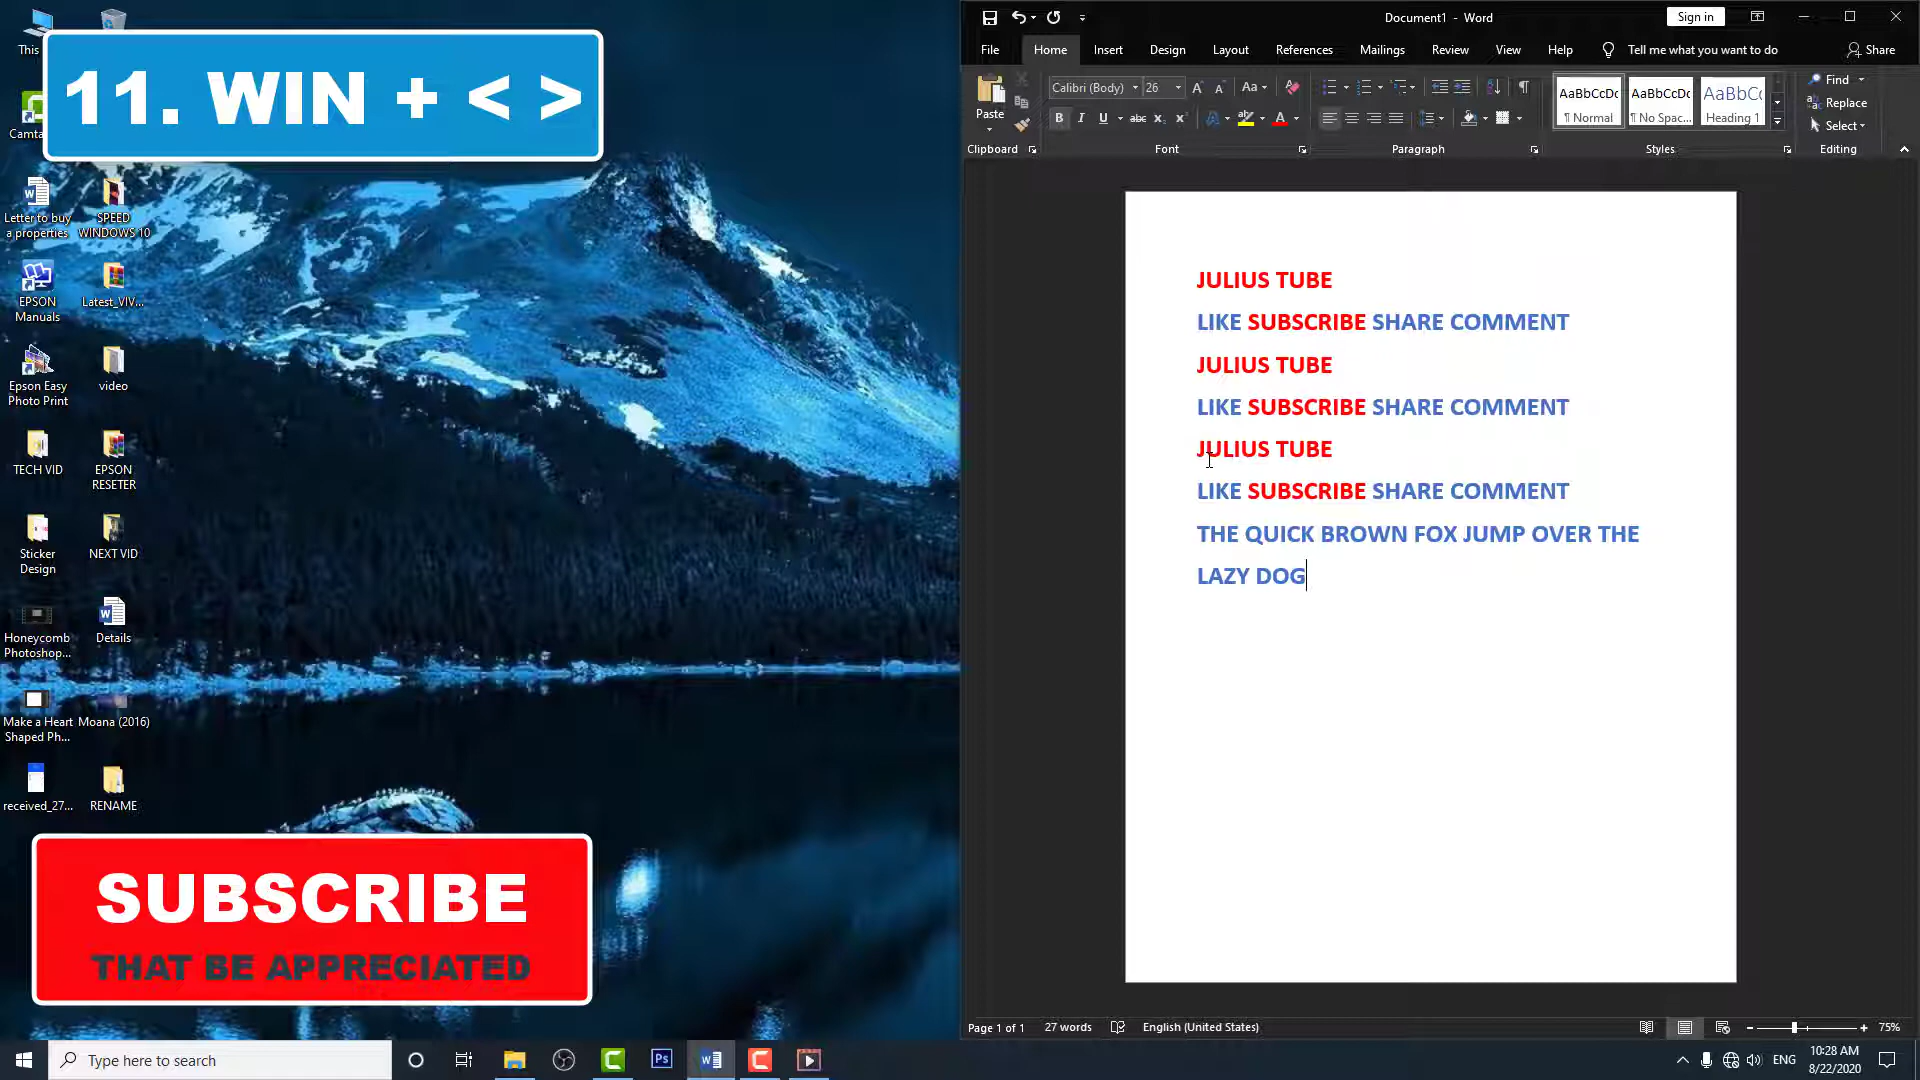 This
Camta
11. WIN + < >
Letter to buy
a properties
SPEED
WINDOWS 10
EPSON
Manuals
Latest_VIV...
Epson Easy
Photo Print
video
TECH VID
EPSON
RESETER
Sticker
Design
NEXT VID
Honeycomb
Photoshop...
Details
Make a Heart
Shaped Ph...
Moana (2016)
received_27...
RENAME
SUBSCRIBE
THAT BE APPRECIATED
Document1 - Word
Sign in
File Home Insert Design Layout References Mailings Review View Help Tell me what you want to do Share
Paste
Calibri (Body) 26
Aa
B I U abc x₂ x²
AaBbCcDc AaBbCcDc AaBbCc
¶ Normal ¶ No Spac... Heading 1
Find
Replace
Select
Clipboard Font Paragraph Styles Editing
JULIUS TUBE
LIKE SUBSCRIBE SHARE COMMENT
JULIUS TUBE
LIKE SUBSCRIBE SHARE COMMENT
JULIUS TUBE
LIKE SUBSCRIBE SHARE COMMENT
THE QUICK BROWN FOX JUMP OVER THE
LAZY DOG
Page 1 of 1 27 words English (United States) 75%
Type here to search
Ps
ENG
10:28 AM
8/22/2020